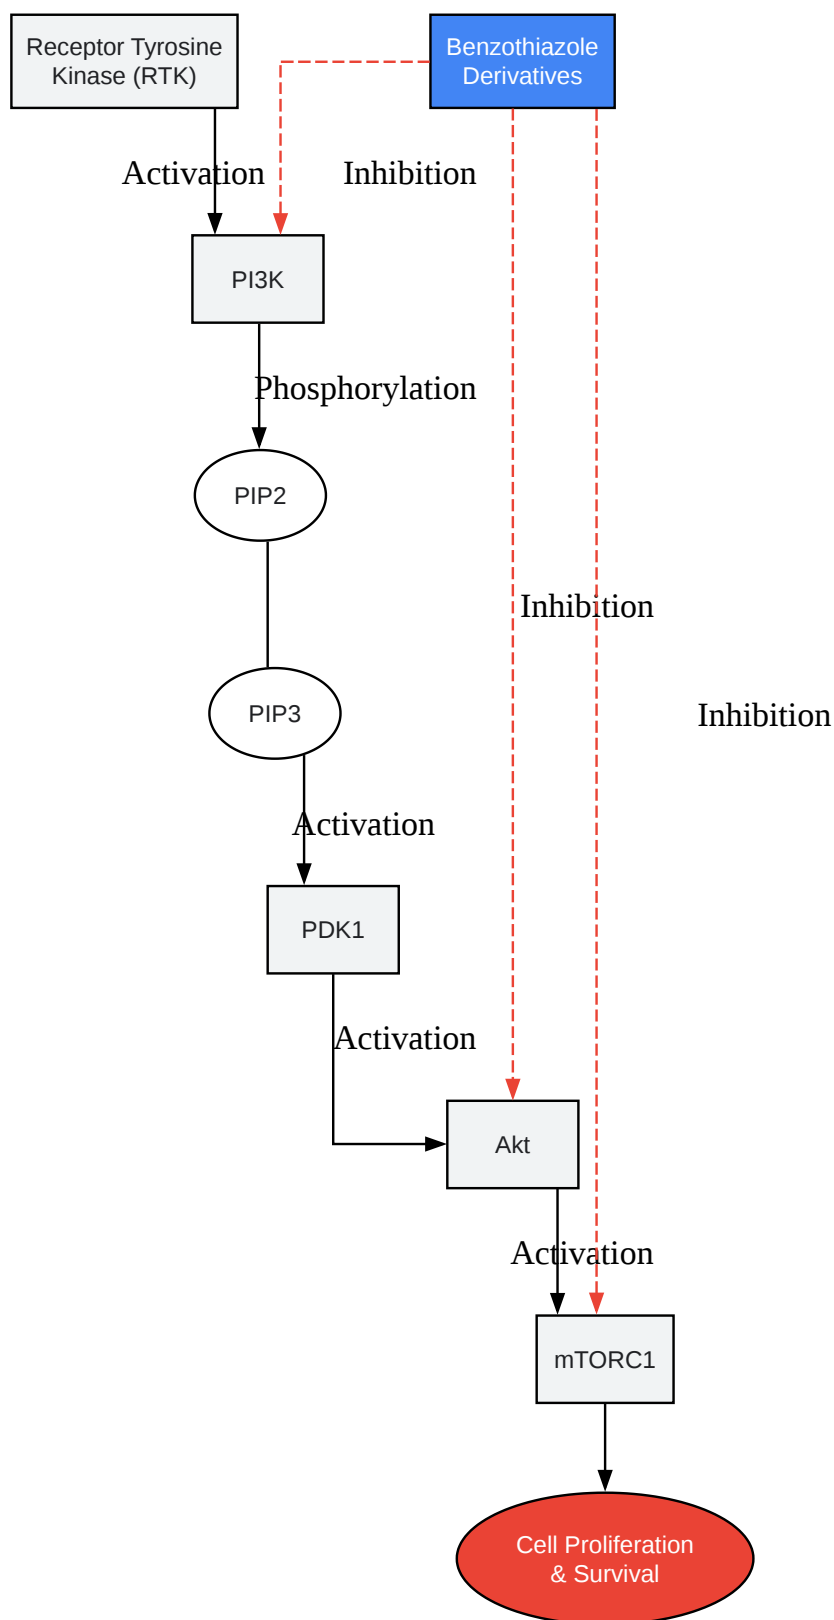 Receptor Tyrosine
Kinase (RTK)
Benzothiazole
Derivatives
Activation
Inhibition
PI3K
Phosphorylation
PIP2
Inhibition
PIP3
Inhibition
Activation
PDK1
Activation
Akt
Activation
mTORC1
Cell Proliferation
& Survival